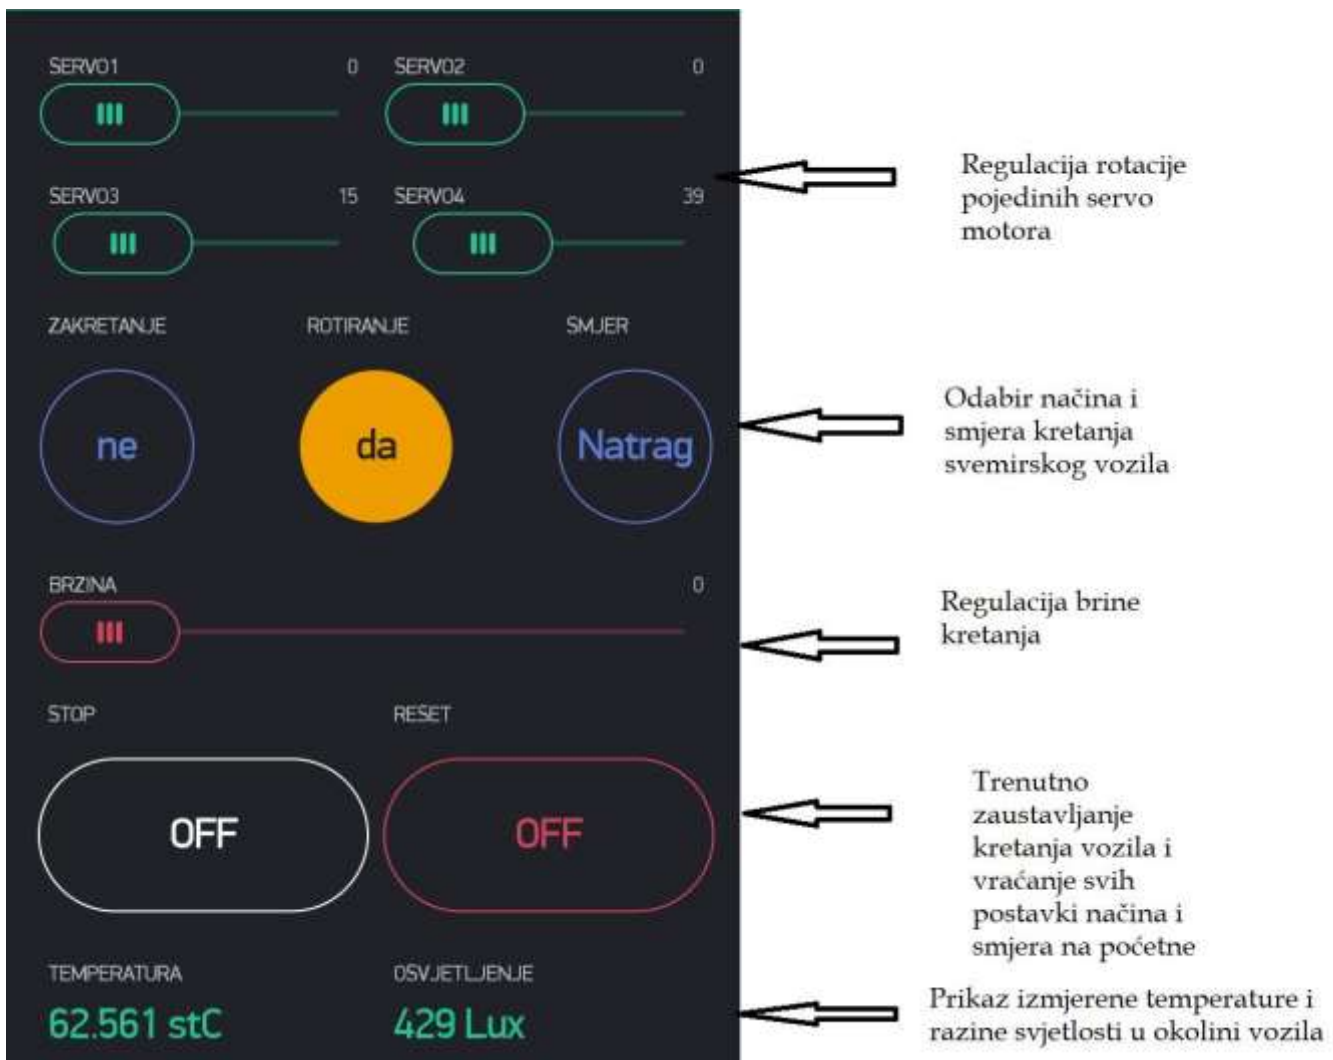 SERVO1 0 SERVO2 0
SERVO3 15 SERVO4 39
Regulacija rotacije
pojedinih servo
motora
ZAKRETANJE ROTIRANJE SMJER
ne da Natrag
Odabir načina i
smjera kretanja
svemirskog vozila
BRZINA 0
Regulacija brine
kretanja
STOP RESET
OFF OFF
Trenutno
zaustavljanje
kretanja vozila i
vraćanje svih
postavki načina i
smjera na poćetne
TEMPERATURA OSVJETLJENJE
62.561 stC 429 Lux
Prikaz izmjerene temperature i
razine svjetlosti u okolini vozila